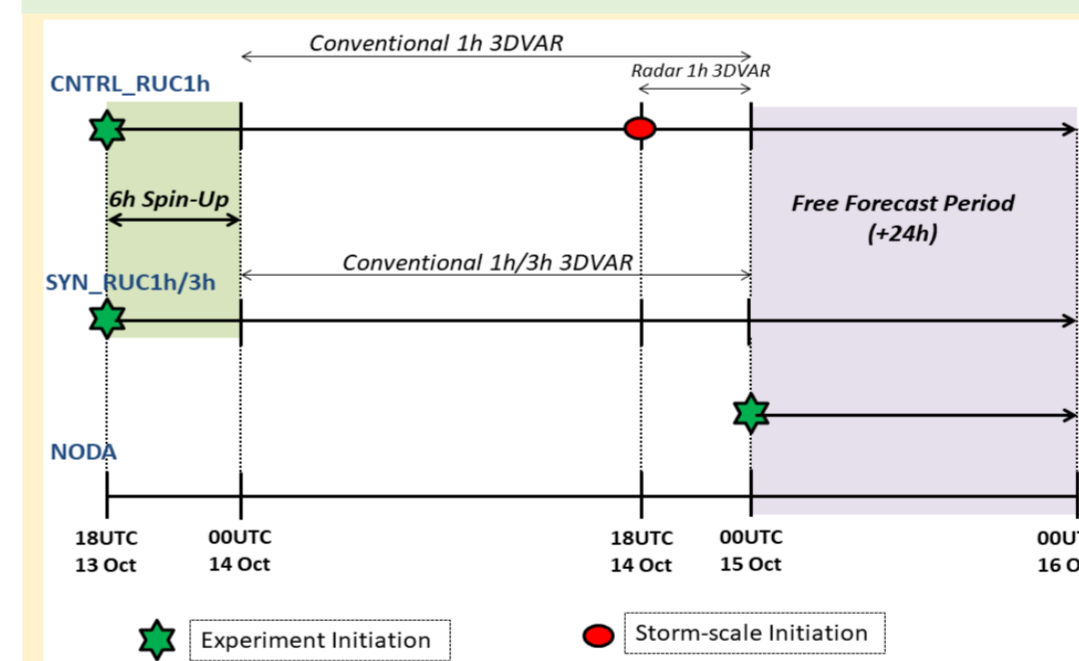 Conventional 1h 3DVAR
Radar 1h 3DVAR
CNTRL_RUC1h
6h Spin-Up
Free Forecast Period
(+24h)
Conventional 1h/3h 3DVAR
SYN_RUC1h/3h
NODA
18UTC 00UTC 18UTC 00UTC 00UT
13 Oct 14 Oct 14 Oct 15 Oct 16 O
Experiment Initiation
Storm-scale Initiation